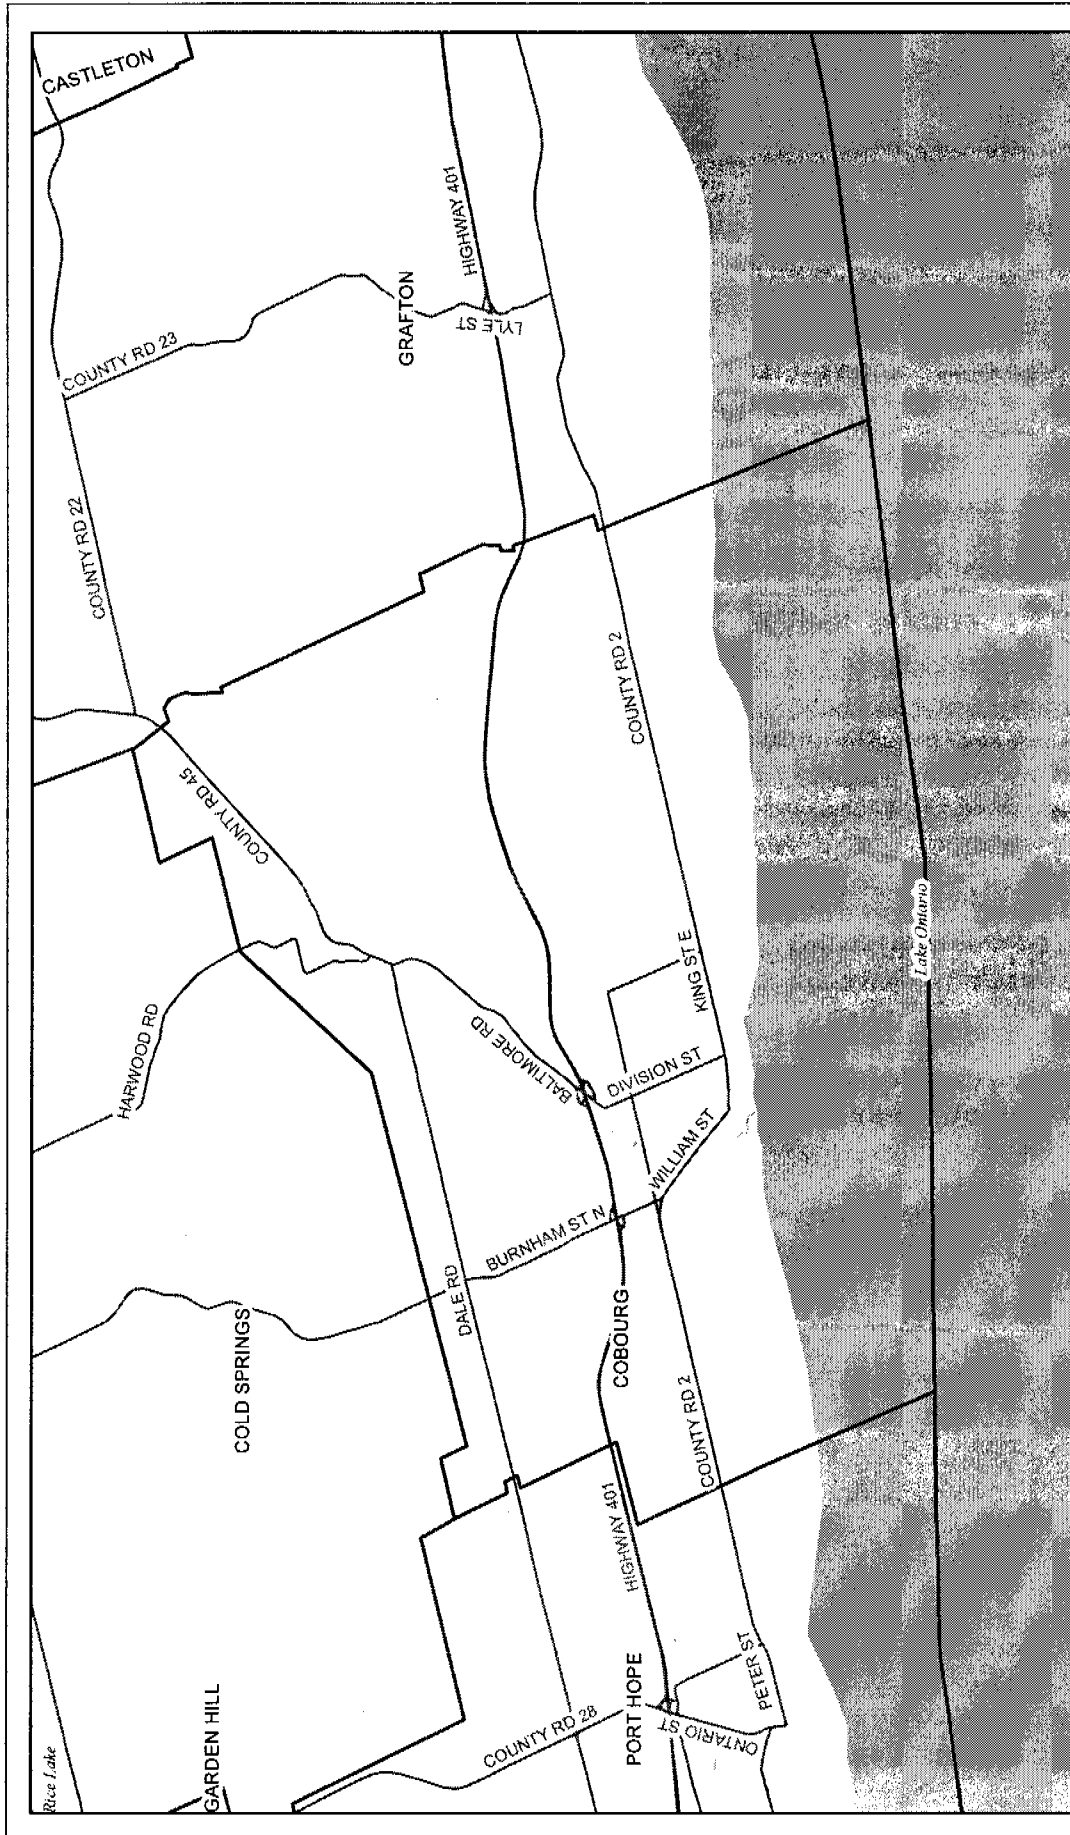 Rice Lake
GARDEN HILL
COLD SPRINGS
HARWOOD RD
COUNTY RD 45
COUNTY RD 22
COUNTY RD 23
CASTLETON
COUNTY RD 28
DALE RD
BURNHAM ST N
BALTIMORE RD
GRAFTON
LYLE ST
HIGHWAY 401
PORT HOPE
HIGHWAY 401
COBOURG
ONTARIO ST
PETER ST
COUNTY RD 2
WILLIAM ST
DIVISION ST
KING ST E
COUNTY RD 2
Lake Ontario